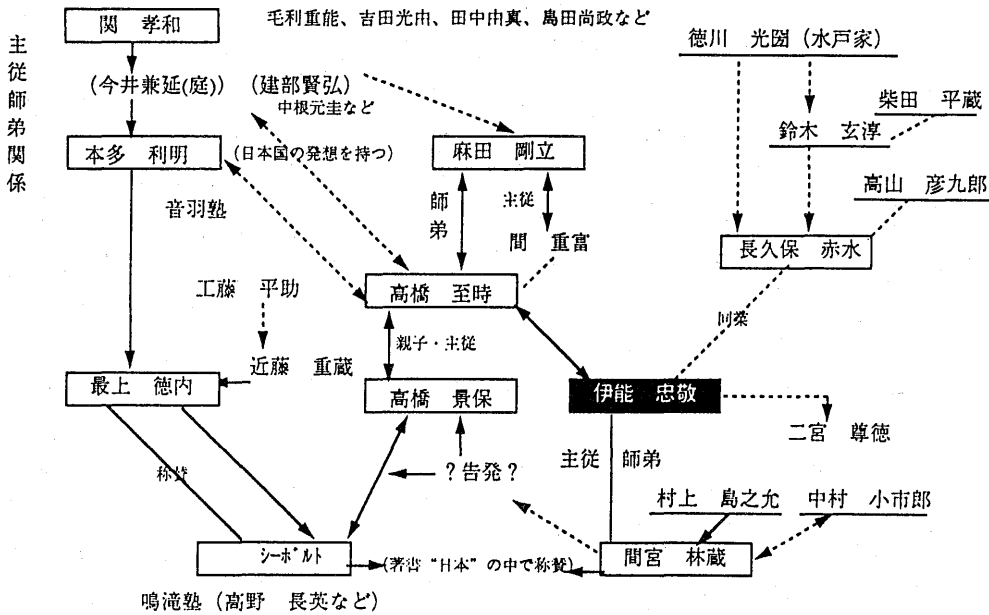 主従師弟関係
関 孝和
毛利重能、吉田光由、田中由真、島田尚政など
徳川 光圀(水戸家)
(今井兼延(庭)) (建部賢弘)
中根元圭など
柴田 平蔵
鈴木 玄淳
本多 利明
(日本国の発想を持つ)
麻田 剛立
高山 彦九郎
音羽塾
師弟
主従
間 重富
長久保 赤水
工藤 平助
高橋 至時
親子・主従
近藤 重蔵
最上 徳内
高橋 景保
伊能 忠敬
二宮 尊徳
称賛
?告発?
主従 師弟
村上 島之允
中村 小市郎
シーボルト
(著書“日本”の中で称賛)
間宮 林蔵
鳴滝塾(高野 長英など)